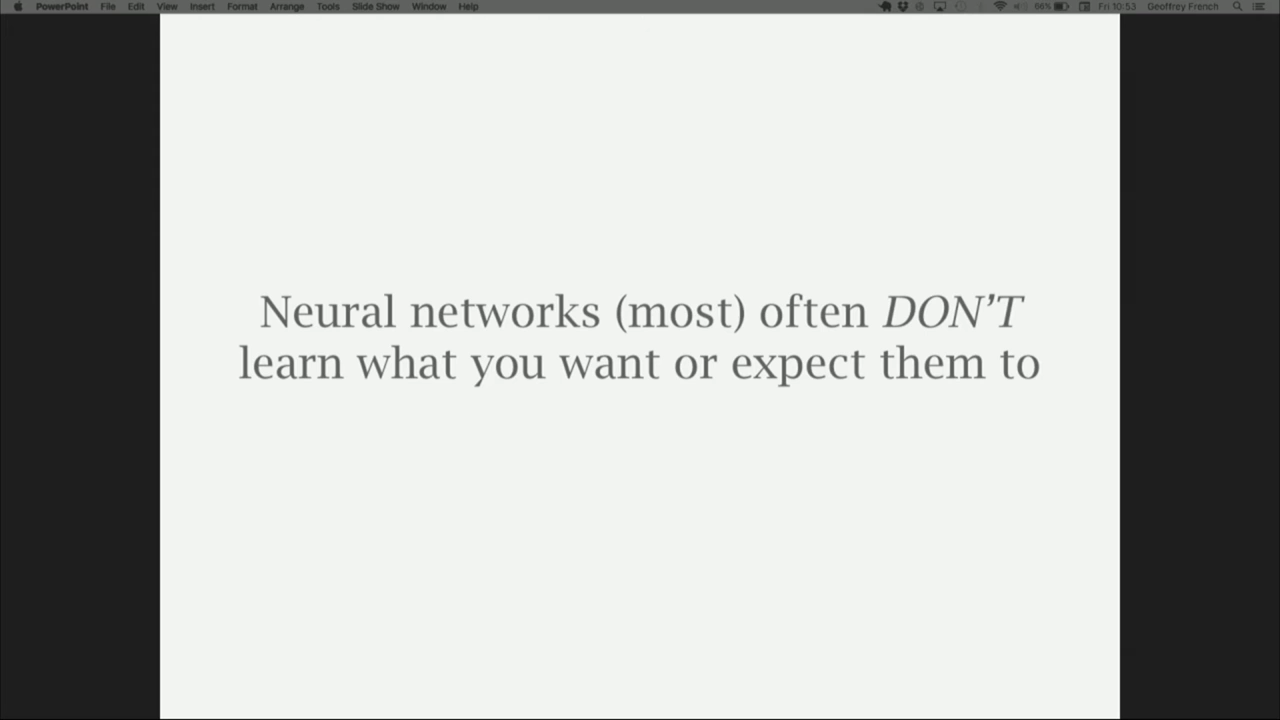 PowerPoint File Edit View Insert Format Arrange Tools Slide Show Window Help 66% Fri 10:53 Geoffrey French
Neural networks (most) often DON'T
learn what you want or expect them to